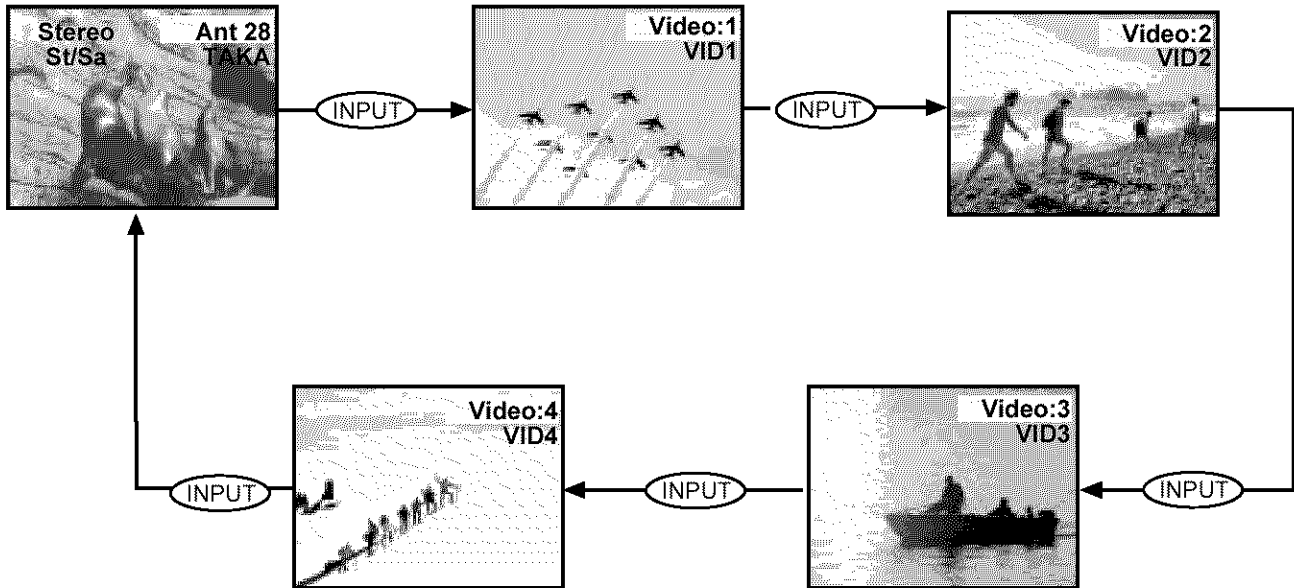 Stereo Ant 28
St/Sa TAKA
INPUT
Video:1
VID1
INPUT
Video:2
VID2
INPUT
Video:3
VID3
INPUT
Video:4
VID4
INPUT